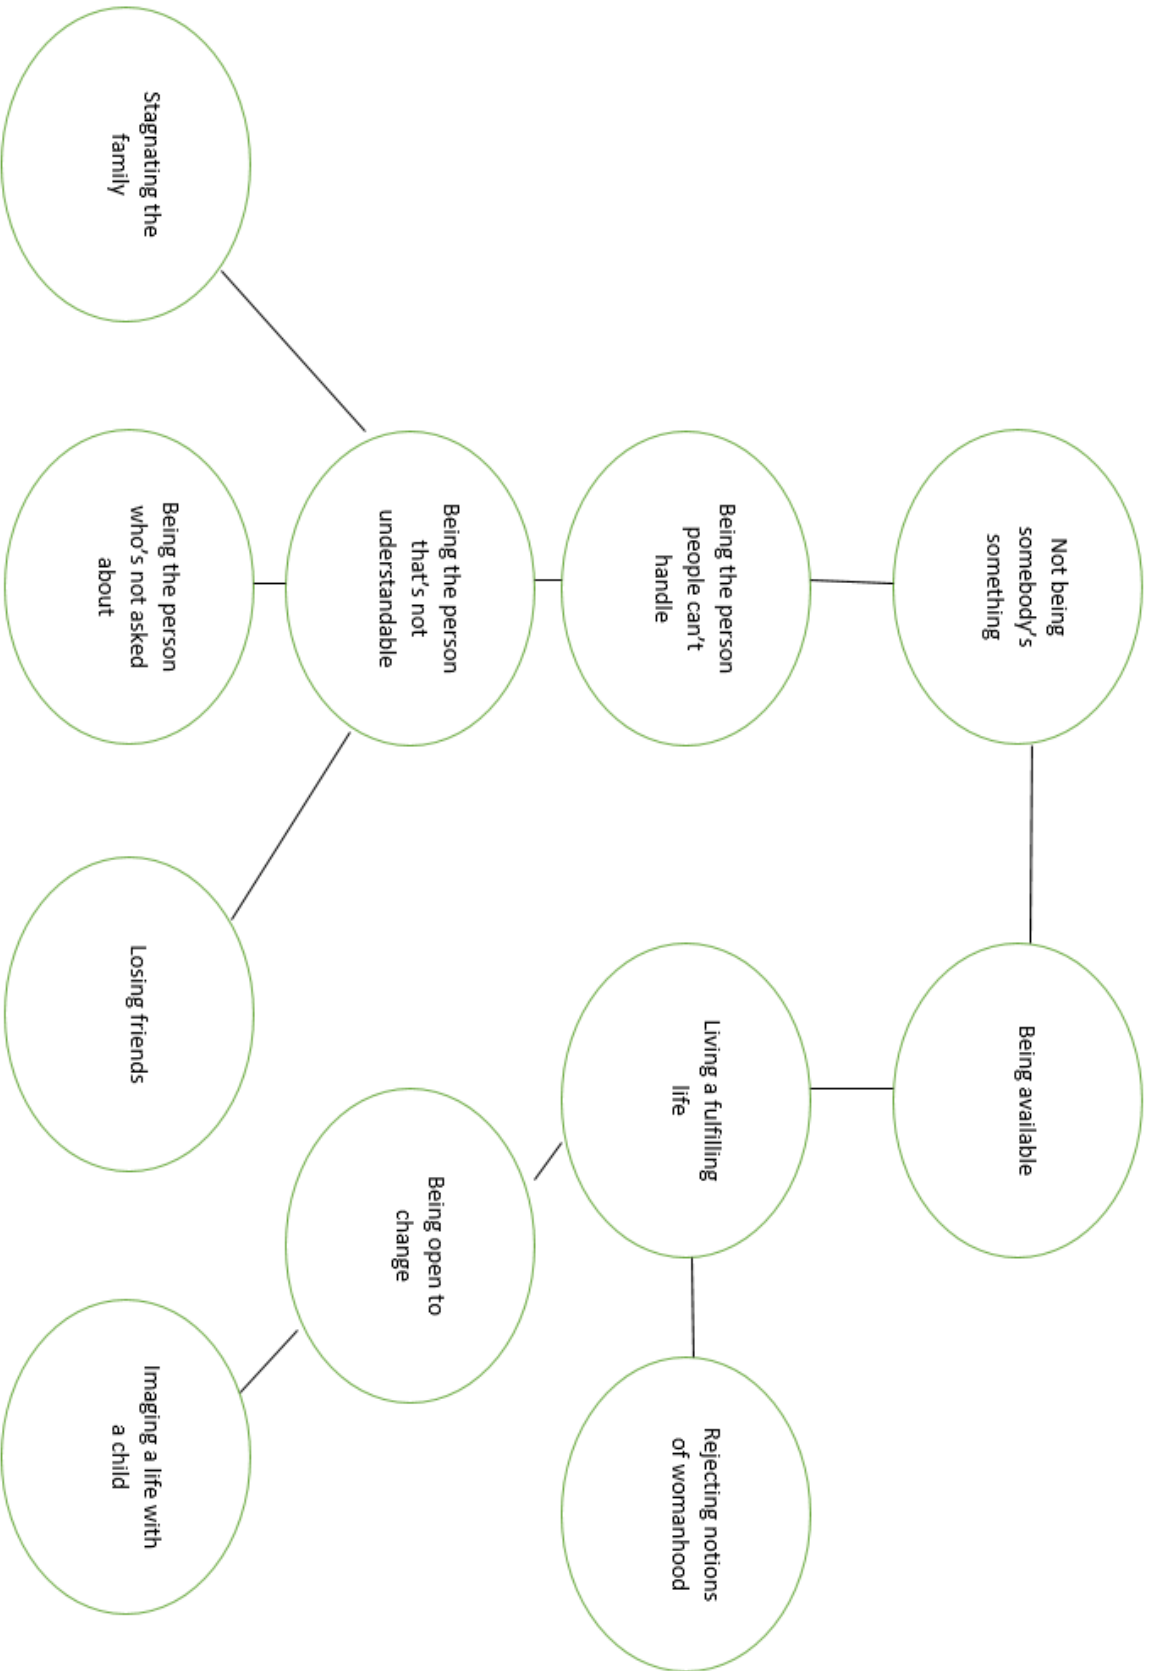 Not being
somebody's
something
Being available
Being the person
people can't
handle
Living a fulfilling
life
Rejecting notions
of womanhood
Being the person
that's not
understandable
Being open to
change
Stagnating the
family
Being the person
who's not asked
about
Losing friends
Imaging a life with
a child